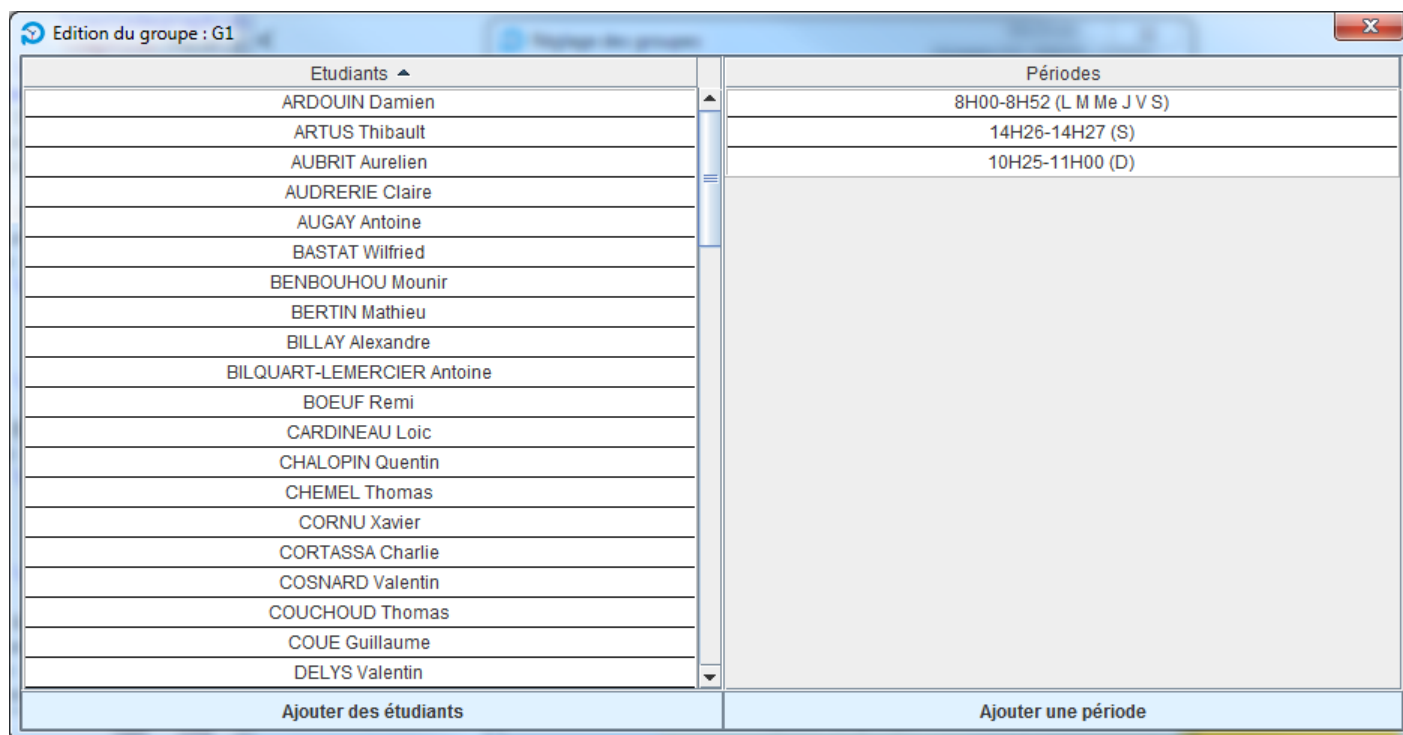 Edition du groupe : G1
Réglage des groupes
Etudiants
Périodes
ARDOUIN Damien
8H00-8H52 (L M Me J V S)
ARTUS Thibault
14H26-14H27 (S)
AUBRIT Aurelien
10H25-11H00 (D)
AUDRERIE Claire
AUGAY Antoine
BASTAT Wilfried
BENBOUHOU Mounir
BERTIN Mathieu
BILLAY Alexandre
BILQUART-LEMERCIER Antoine
BOEUF Remi
CARDINEAU Loic
CHALOPIN Quentin
CHEMEL Thomas
CORNU Xavier
CORTASSA Charlie
COSNARD Valentin
COUCHOUD Thomas
COUE Guillaume
DELYS Valentin
Ajouter des étudiants
Ajouter une période